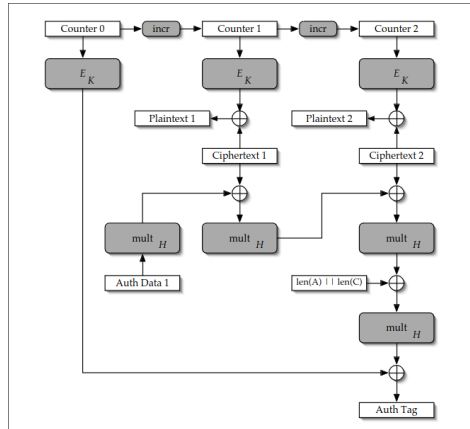 Counter 0 incr Counter 1 incr Counter 2
E K E K E K
Plaintext 1 Plaintext 2
Ciphertext 1 Ciphertext 2
mult H mult H mult H
Auth Data 1 len(A) || len(C)
mult H
Auth Tag